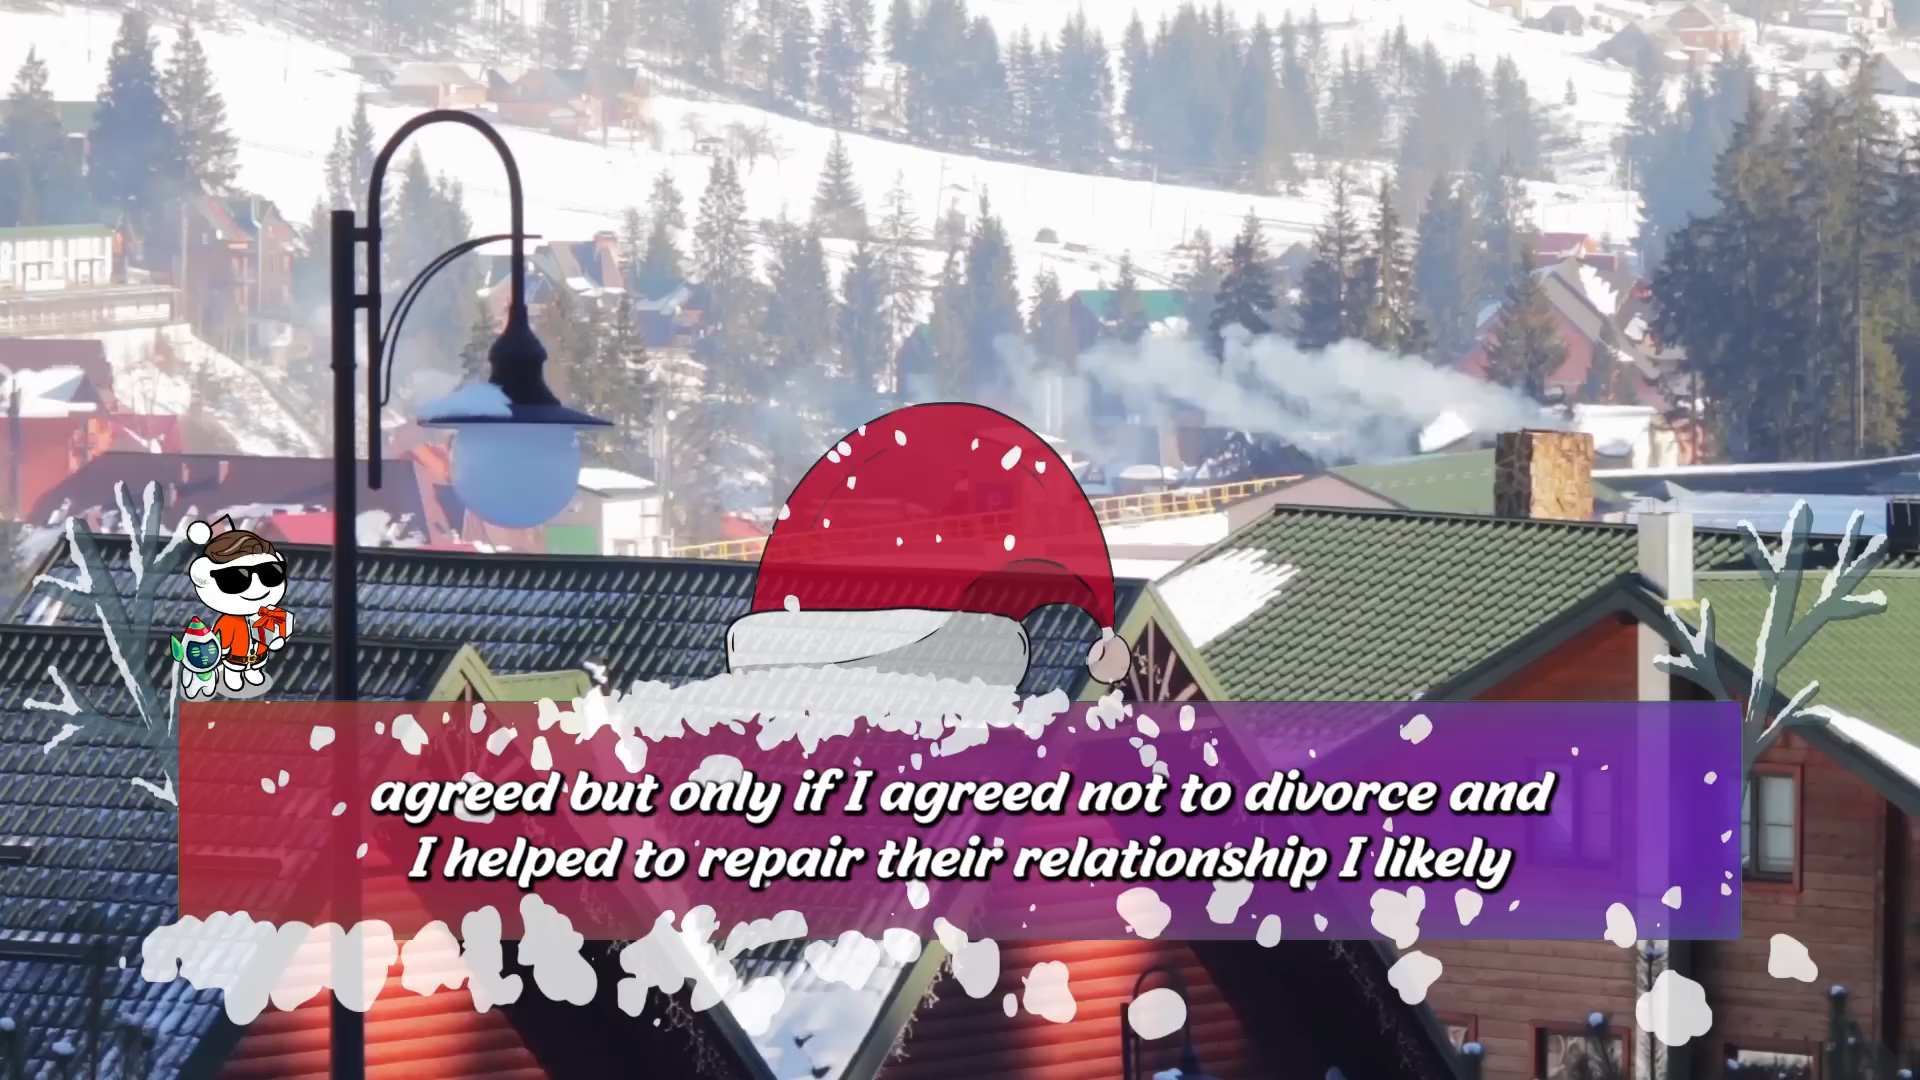 agreed but only if I agreed not to divorce and
I helped to repair their relationship I likely